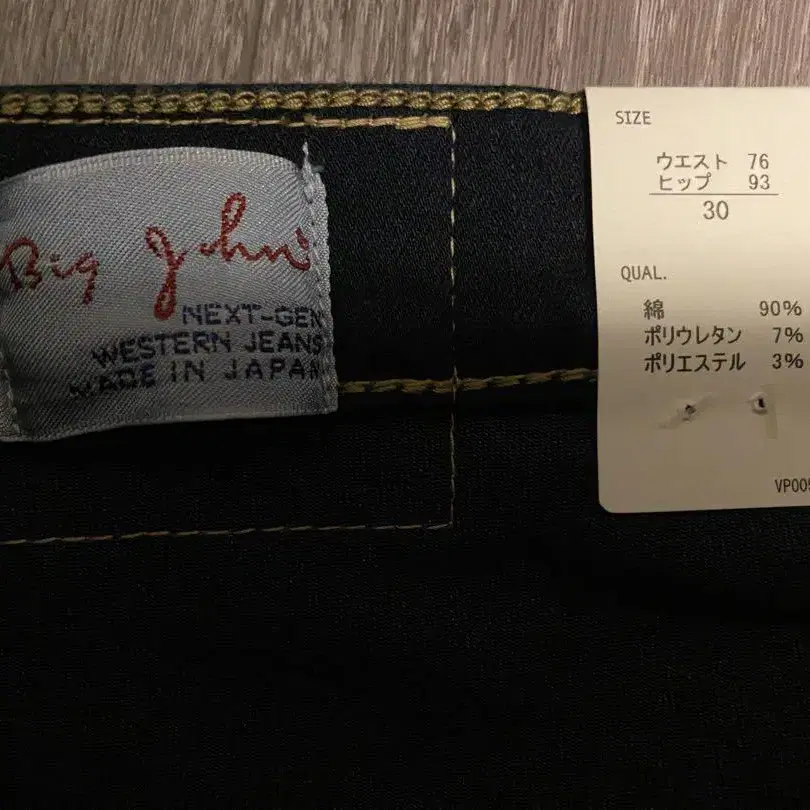 Big John
NEXT-GEN
WESTERN JEANS
MADE IN JAPAN
SIZE
ウエスト 76
ヒップ 93
30
QUAL.
綿 90%
ポリウレタン 7%
ポリエステル 3%